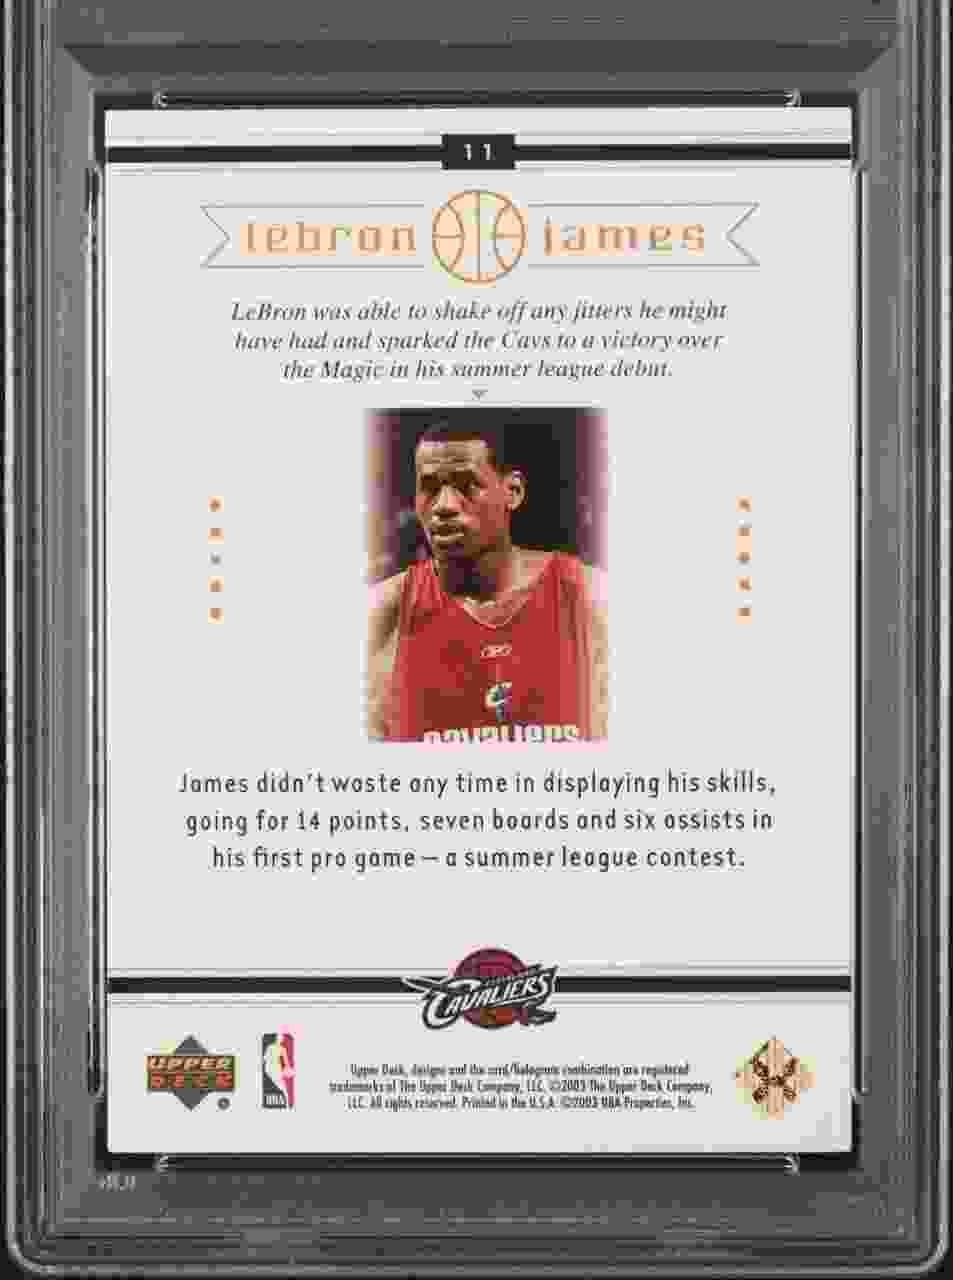 11
lebron james
LeBron was able to shake off any jitters he might
have had and sparked the Cavs to a victory over
the Magic in his summer league debut.
CAVALIERS
James didn't waste any time in displaying his skills,
going for 14 points, seven boards and six assists in
his first pro game – a summer league contest.
CAVALIERS
UPPER
DECK
NBA
Upper Deck, designs and the card/hologram combination are registered
trademarks of The Upper Deck Company, LLC. ©2003 The Upper Deck Company,
LLC. All rights reserved. Printed in the U.S.A. ©2003 NBA Properties, Inc.